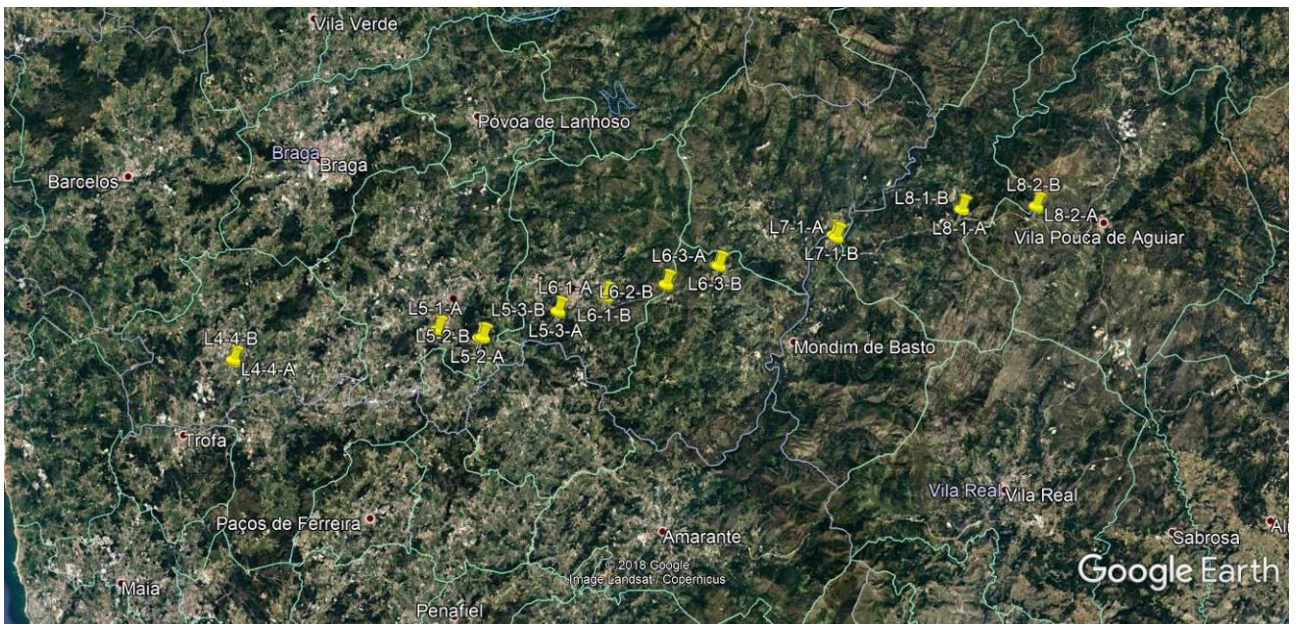 Vila Verde
Póvoa de Lanhoso
Braga
Braga
Barcelos
L8-2-B
L8-1-B
L8-2-A
L7-1-A
L8-1-A
Vila Pouca de Aguiar
L7-1-B
L6-3-A
L6-3-B
L6-1-A
L6-2-B
L5-1-A
L5-3-B
L6-1-B
L5-2-B
L5-3-A
L4-4-B
L5-2-A
Mondim de Basto
L4-4-A
Trofa
Vila Real
Vila Real
Paços de Ferreira
Amarante
Sabrosa
© 2018 Google
Image Landsat / Copernicus
Google Earth
Maia
Penafiel